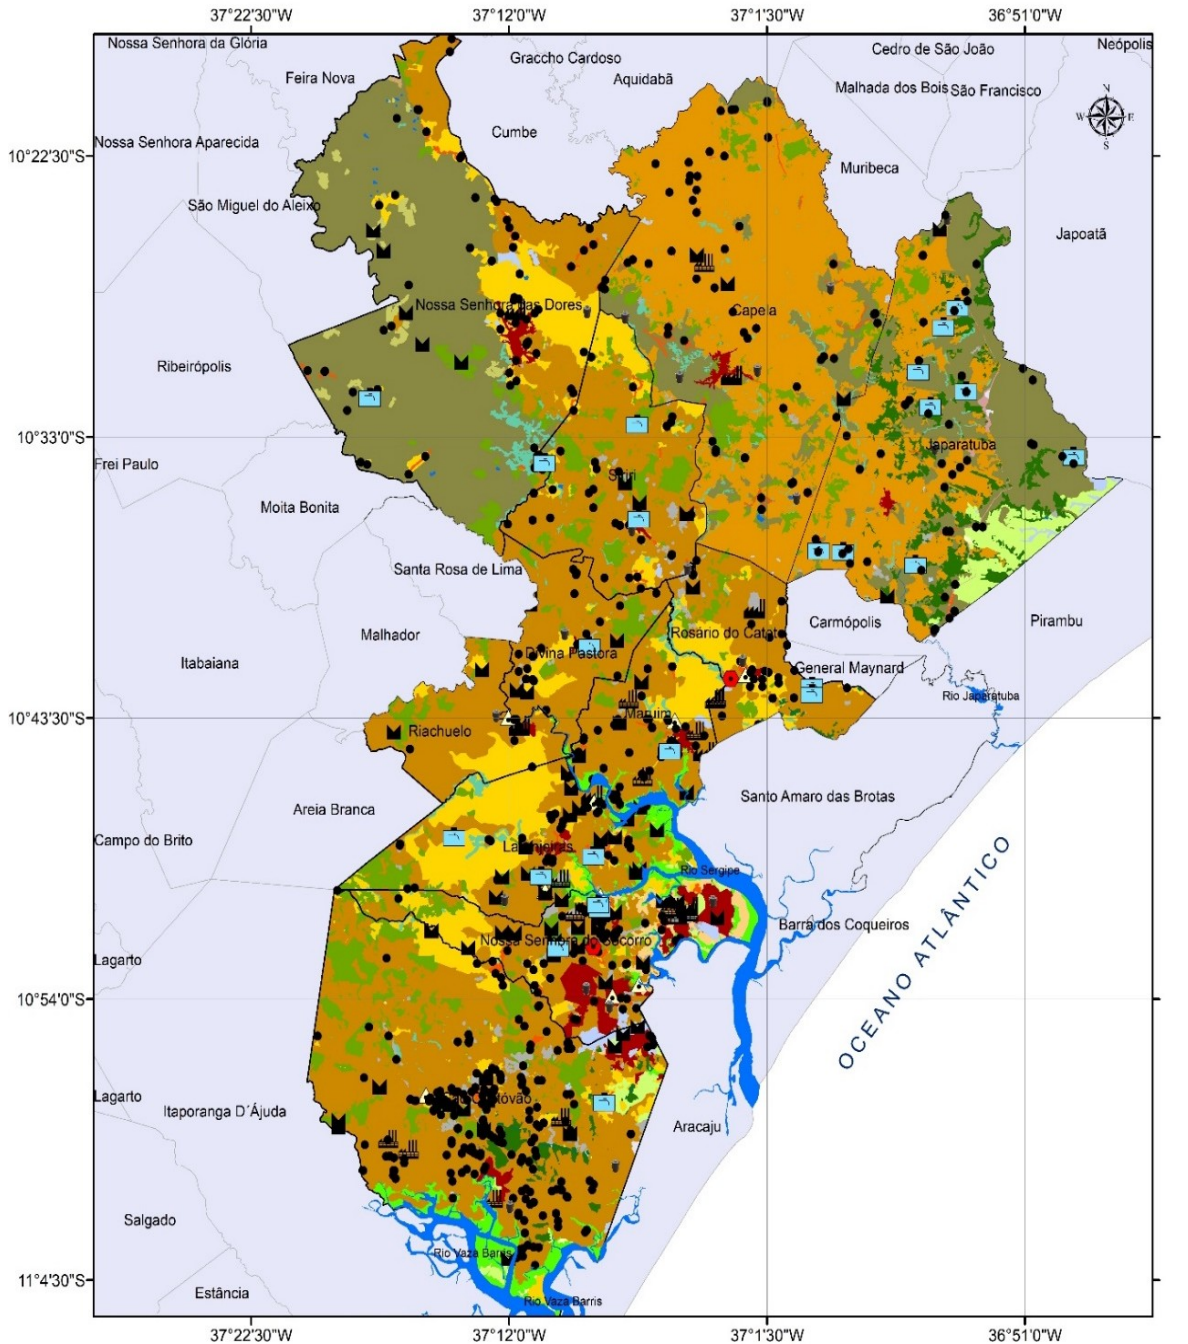 37°22'30"W 37°12'0"W 37°1'30"W 36°51'0"W
Nossa Senhora da Glória
Graccho Cardoso
Cedro de São João
Neópolis
Feira Nova
Aquidabã
Malhada dos Bois
São Francisco
N
W E
S
Cumbe
10°22'30"S
Nossa Senhora Aparecida
Muribeca
São Miguel do Aleixo
Japoatã
Nossa Senhora das Dores
Capela
Ribeirópolis
10°33'0"S
Japaratuba
Frei Paulo
Siriri
Moita Bonita
Santa Rosa de Lima
Malhador
Carmópolis
Pirambu
Rosário do Catete
Itabaiana
Divina Pastora
General Maynard
Rio Japaratuba
10°43'30"S
Maruim
Riachuelo
Areia Branca
Santo Amaro das Brotas
Campo do Brito
Laranjeiras
Rio Sergipe
Barra dos Coqueiros
Nossa Senhora do Socorro
Lagarto
OCEANO ATLÂNTICO
10°54'0"S
Lagarto
Itaporanga D´Ájuda
São Cristóvão
Aracaju
Salgado
Rio Vaza Barris
11°4'30"S
Estância
Rio Vaza Barris
37°22'30"W 37°12'0"W 37°1'30"W 36°51'0"W